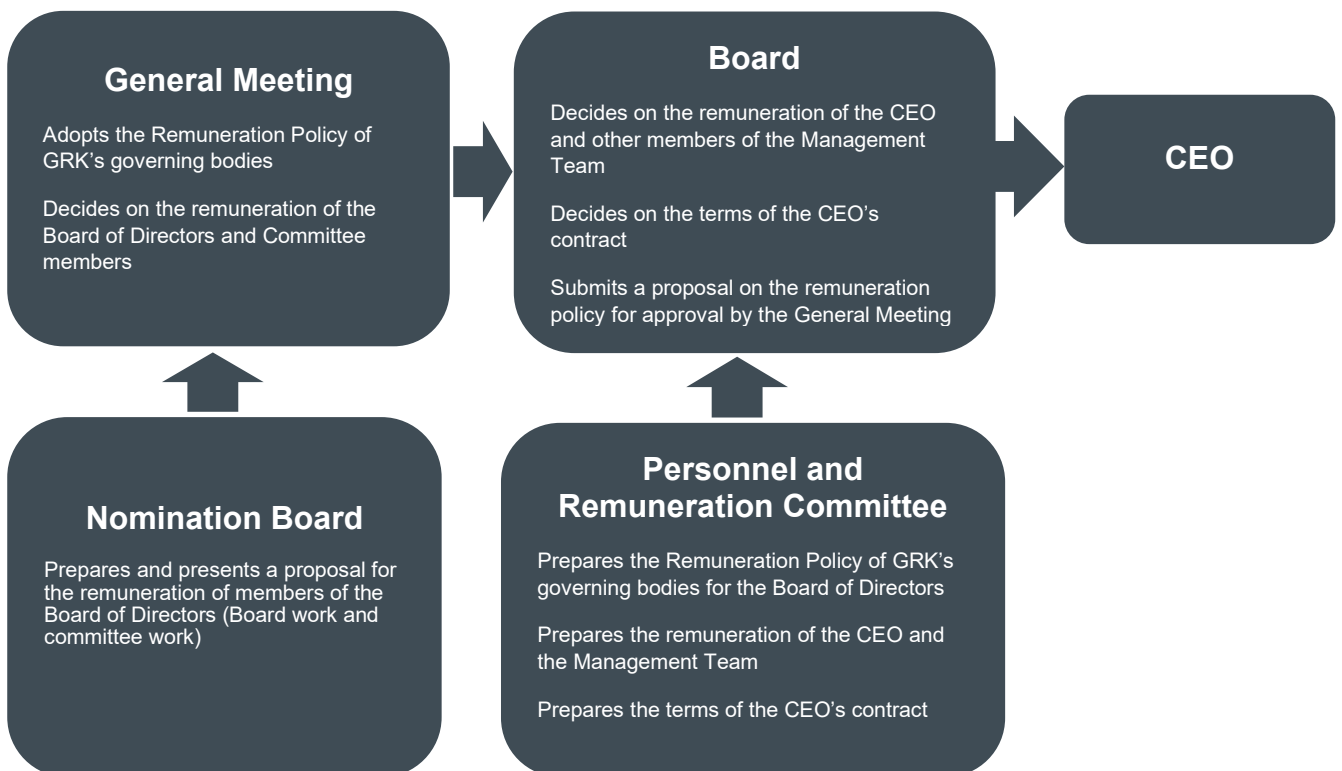 General Meeting
Adopts the Remuneration Policy of
GRK’s governing bodies
Decides on the remuneration of the
Board of Directors and Committee
members
Board
Decides on the remuneration of the CEO
and other members of the Management
Team
Decides on the terms of the CEO’s
contract
Submits a proposal on the remuneration
policy for approval by the General Meeting
CEO
Nomination Board
Prepares and presents a proposal for
the remuneration of members of the
Board of Directors (Board work and
committee work)
Personnel and
Remuneration Committee
Prepares the Remuneration Policy of GRK’s
governing bodies for the Board of Directors
Prepares the remuneration of the CEO and
the Management Team
Prepares the terms of the CEO’s contract